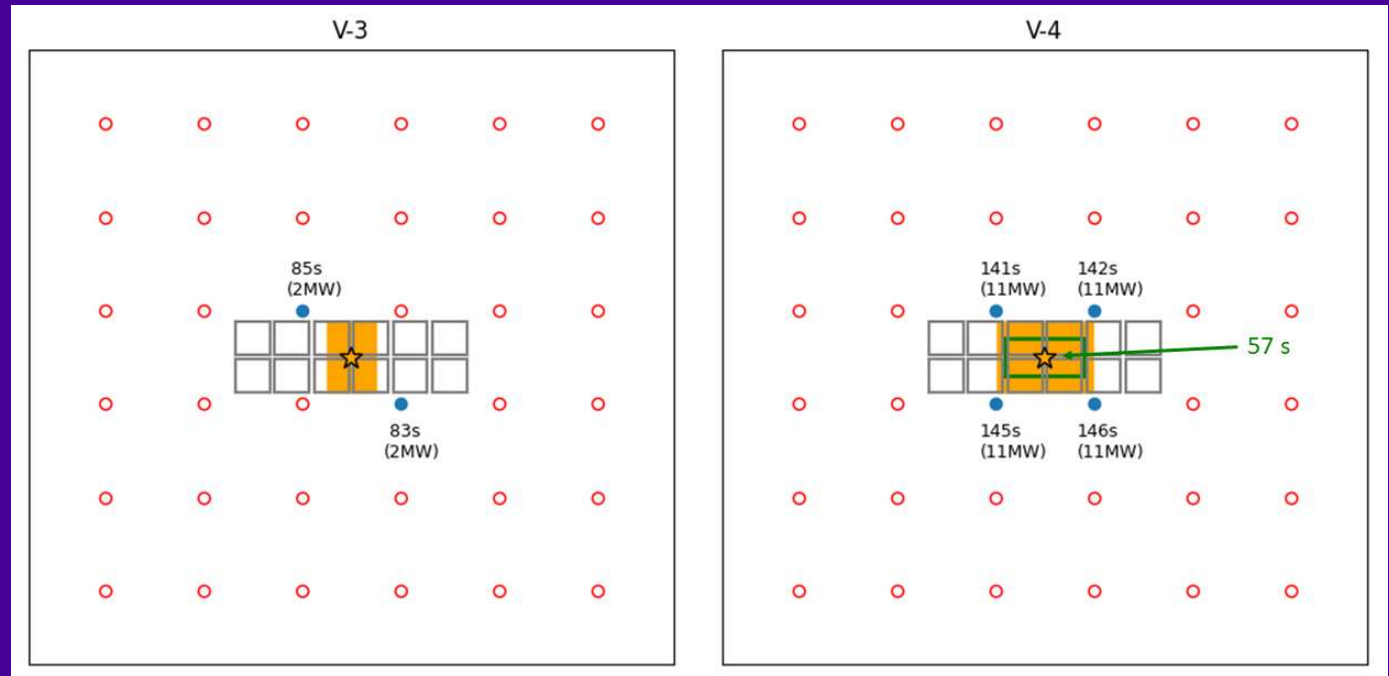 V-3
85s
(2MW)
83s
(2MW)
V-4
141s
(11MW)
142s
(11MW)
57 s
145s
(11MW)
146s
(11MW)